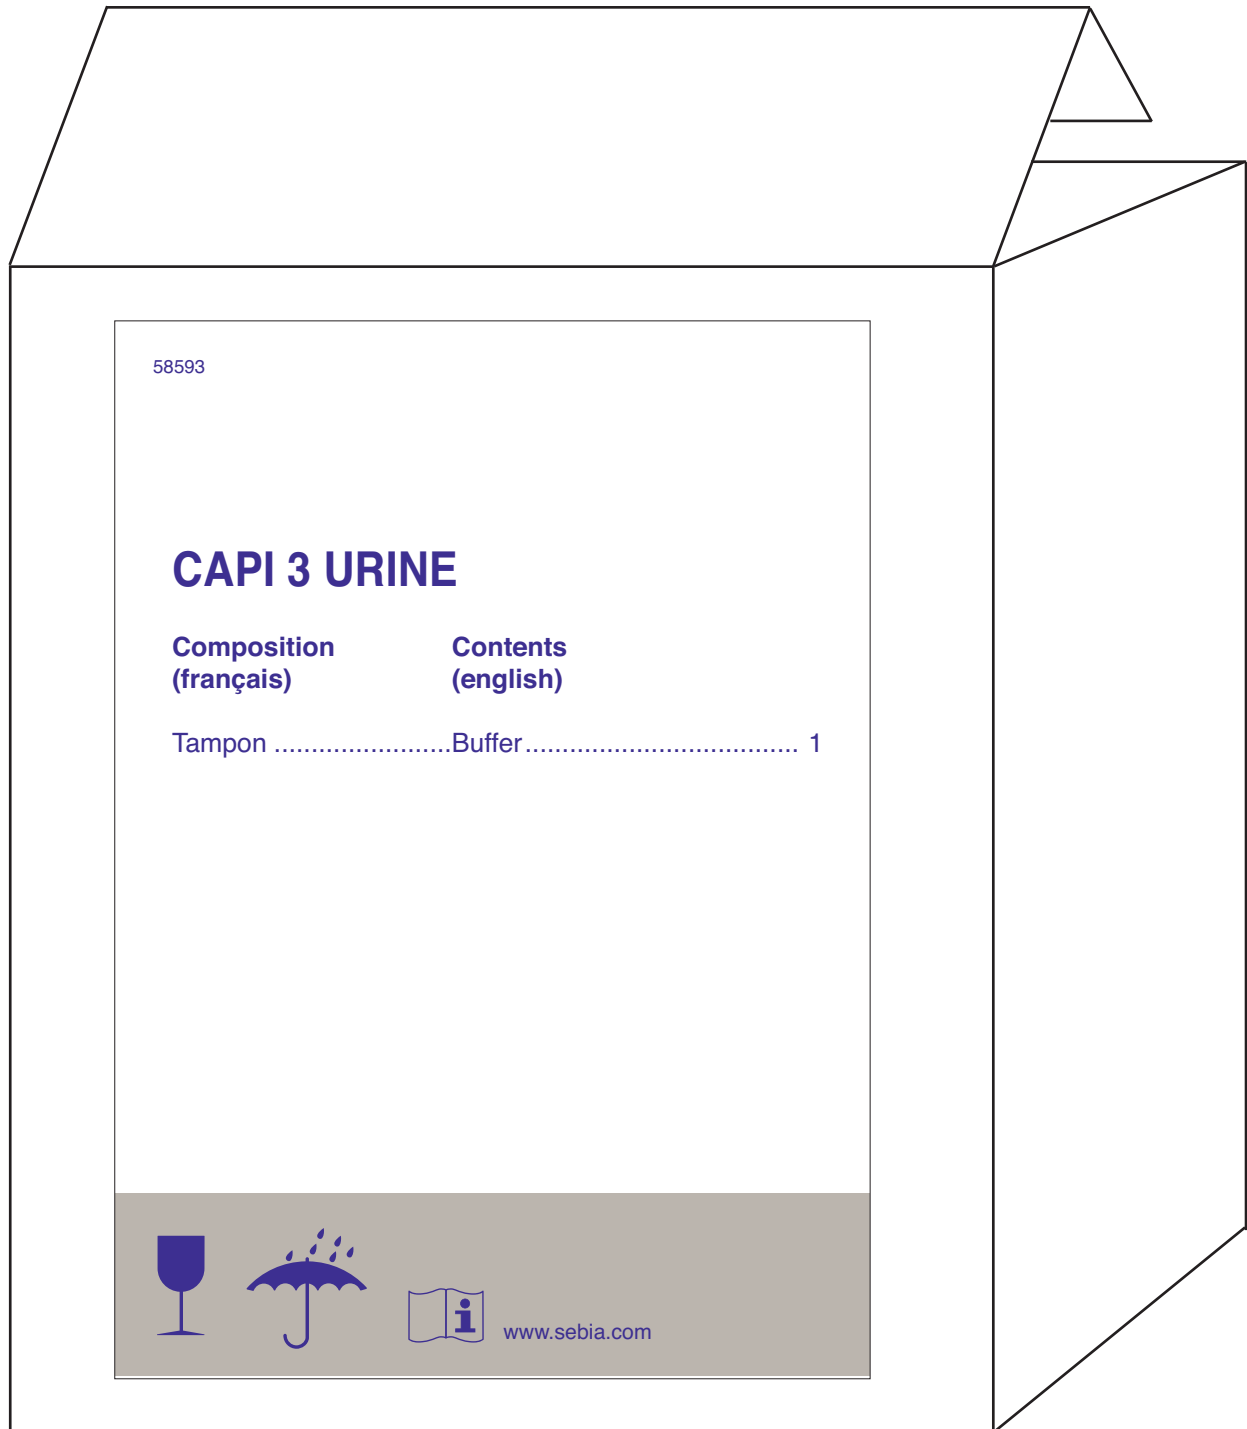 58593
CAPI 3 URINE
Composition Contents
(français) (english)
Tampon ........................Buffer..................................... 1
www.sebia.com